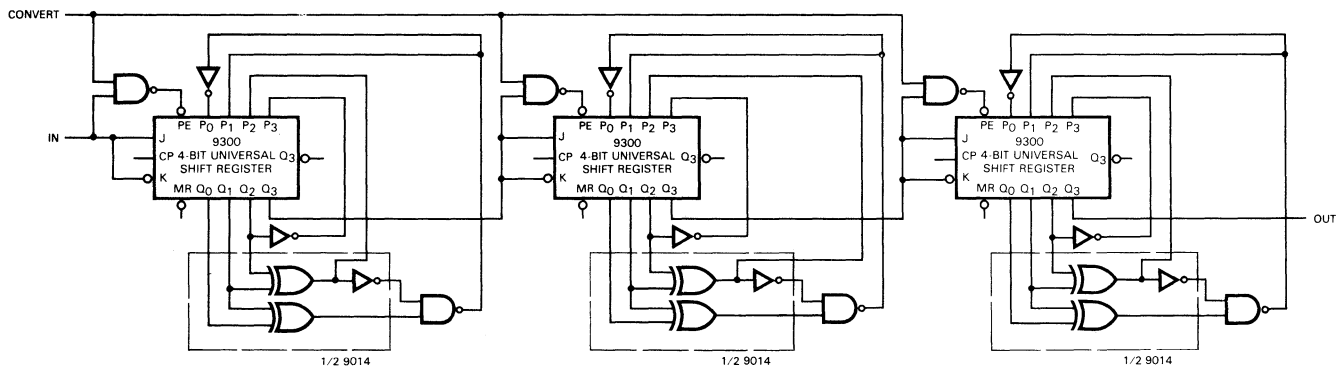 CONVERT
IN
PE P0 P1 P2 P3
J 9300
CP 4-BIT UNIVERSAL Q3
SHIFT REGISTER
K
MR Q0 Q1 Q2 Q3
1/2 9014
PE P0 P1 P2 P3
J 9300
CP 4-BIT UNIVERSAL Q3
SHIFT REGISTER
K
MR Q0 Q1 Q2 Q3
1/2 9014
PE P0 P1 P2 P3
J 9300
CP 4-BIT UNIVERSAL Q3
SHIFT REGISTER
K
MR Q0 Q1 Q2 Q3
OUT
1/2 9014